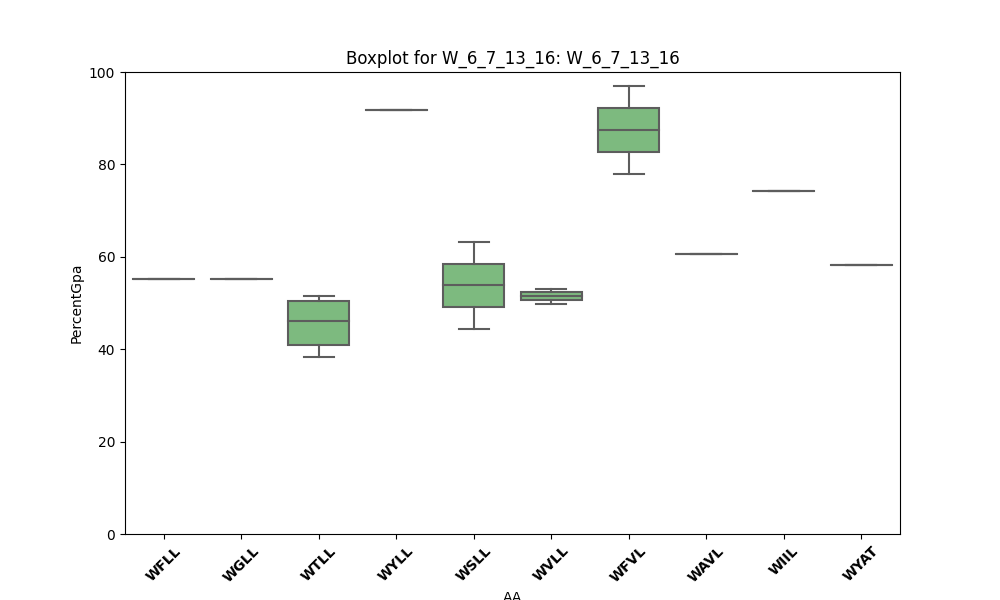 Boxplot for W_6_7_13_16: W_6_7_13_16
100
80
60
40
20
0
PercentGpa
WFLL
WGLL
WTLL
WYLL
WSLL
WVLL
WFVL
WAVL
WIIL
WYAT
AA